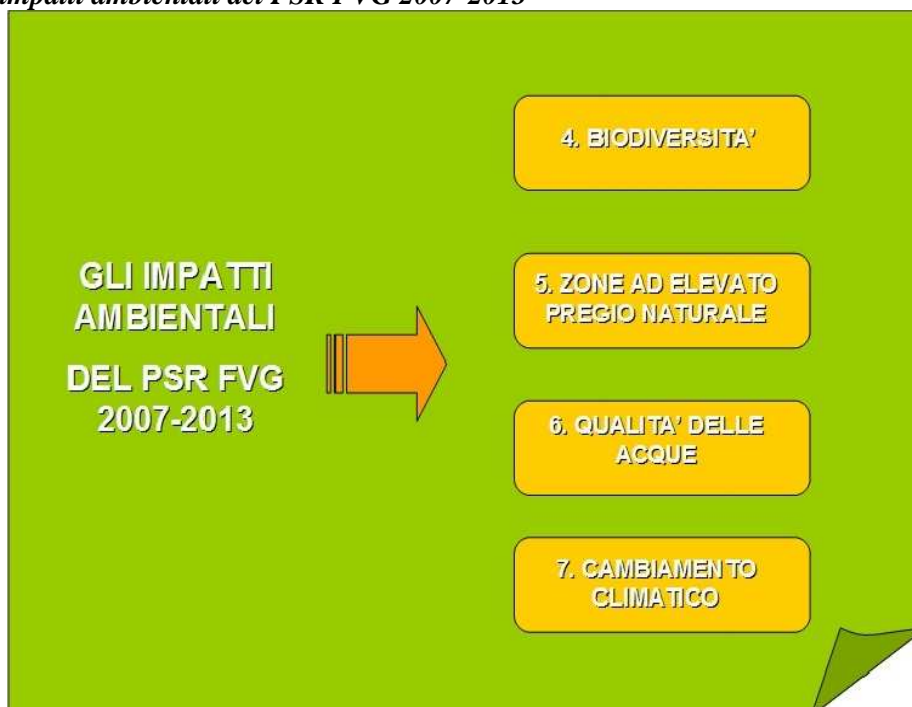 impatti ambientali del PSR FVG 2007-2013
GLI IMPATTI
AMBIENTALI
DEL PSR FVG
2007-2013
4. BIODIVERSITA'
5. ZONE AD ELEVATO
PREGIO NATURALE
6. QUALITA' DELLE
ACQUE
7. CAMBIAMENTO
CLIMATICO